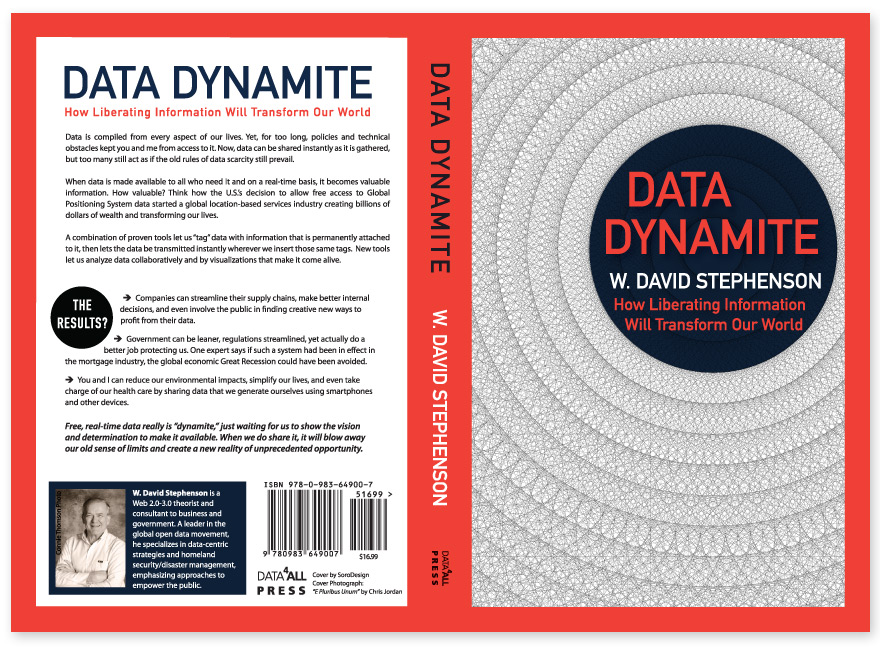 DATA DYNAMITE
How Liberating Information Will Transform Our World
Data is compiled from every aspect of our lives. Yet, for too long, policies and technical
obstacles kept you and me from access to it. Now, data can be shared instantly as it is gathered,
but too many still act as if the old rules of data scarcity still prevail.
When data is made available to all who need it and on a real-time basis, it becomes valuable
information. How valuable? Think how the U.S.'s decision to allow free access to Global
Positioning System data started a global location-based services industry creating billions of
dollars of wealth and transforming our lives.
A combination of proven tools let us "tag" data with information that is permanently attached
to it, then lets the data be transmitted instantly wherever we insert those same tags. New tools
let us analyze data collaboratively and by visualizations that make it come alive.
THE
RESULTS?
➔ Companies can streamline their supply chains, make better internal
decisions, and even involve the public in finding creative new ways to
profit from their data.
➔ Government can be leaner, regulations streamlined, yet actually do a
better job protecting us. One expert says if such a system had been in effect in
the mortgage industry, the global economic Great Recession could have been avoided.
➔ You and I can reduce our environmental impacts, simplify our lives, and even take
charge of our health care by sharing data that we generate ourselves using smartphones
and other devices.
Free, real-time data really is "dynamite," just waiting for us to show the vision
and determination to make it available. When we do share it, it will blow away
our old sense of limits and create a new reality of unprecedented opportunity.
W. David Stephenson is a
Web 2.0-3.0 theorist and
consultant to business and
government. A leader in the
global open data movement,
he specializes in data-centric
strategies and homeland
security/disaster management,
emphasizing approaches to
empower the public.
ISBN 978-0-983-64900-7
51699 >
9 780983 649007
$16.99
DATA4ALL
PRESS
Cover by SoroDesign
Cover Photograph:
"E Pluribus Unum" by Chris Jordan
DATA DYNAMITE
W. DAVID STEPHENSON
DATA4ALL
PRESS
DATA
DYNAMITE
W. DAVID STEPHENSON
How Liberating Information
Will Transform Our World